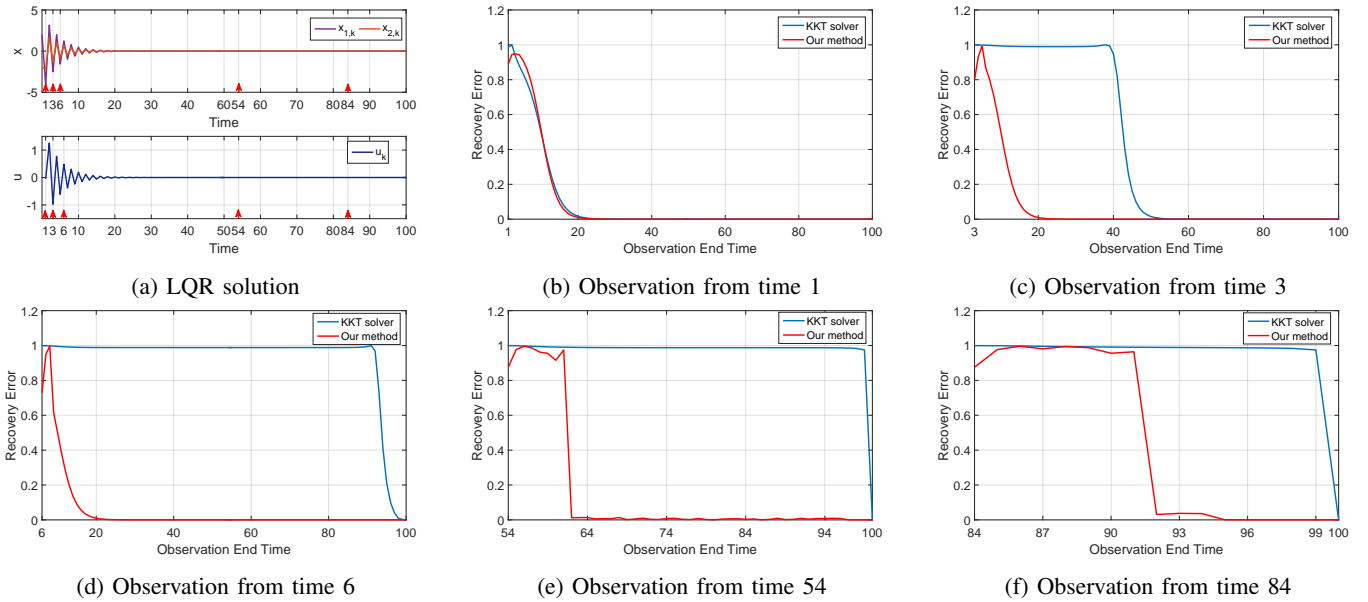 5
0
-5
x
x1,k
x2,k
1 3 6 10 20 30 40 6054 60 70 8084 90 100
Time
1
0
-1
u
uk
1 3 6 10 20 30 40 5054 60 70 8084 90 100
Time
(a) LQR solution
1.2
1
0.8
0.6
0.4
0.2
0
Recovery Error
KKT solver
Our method
1 20 40 60 80 100
Observation End Time
(b) Observation from time 1
1.2
1
0.8
0.6
0.4
0.2
0
Recovery Error
KKT solver
Our method
3 20 40 60 80 100
Observation End Time
(c) Observation from time 3
1.2
1
0.8
0.6
0.4
0.2
0
Recovery Error
KKT solver
Our method
6 20 40 60 80 100
Observation End Time
(d) Observation from time 6
1.2
1
0.8
0.6
0.4
0.2
0
Recovery Error
KKT solver
Our method
54 64 74 84 94 100
Observation End Time
(e) Observation from time 54
1.2
1
0.8
0.6
0.4
0.2
0
Recovery Error
KKT solver
Our method
84 87 90 93 96 99 100
Observation End Time
(f) Observation from time 84